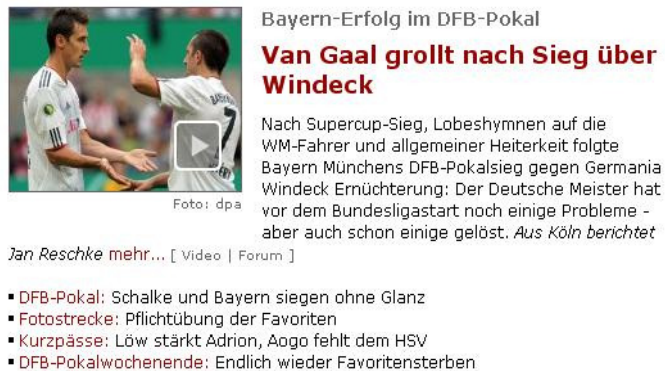 Bayern-Erfolg im DFB-Pokal
Van Gaal grollt nach Sieg über
Windeck
Nach Supercup-Sieg, Lobeshymnen auf die
WM-Fahrer und allgemeiner Heiterkeit folgte
Bayern Münchens DFB-Pokalsieg gegen Germania
Windeck Ernüchterung: Der Deutsche Meister hat
vor dem Bundesligastart noch einige Probleme -
aber auch schon einige gelöst. Aus Köln berichtet
Jan Reschke mehr... [ Video | Forum ]
7
Foto: dpa
▪ DFB-Pokal: Schalke und Bayern siegen ohne Glanz
▪ Fotostrecke: Pflichtübung der Favoriten
▪ Kurzpässe: Löw stärkt Adrion, Aogo fehlt dem HSV
▪ DFB-Pokalwochenende: Endlich wieder Favoritensterben